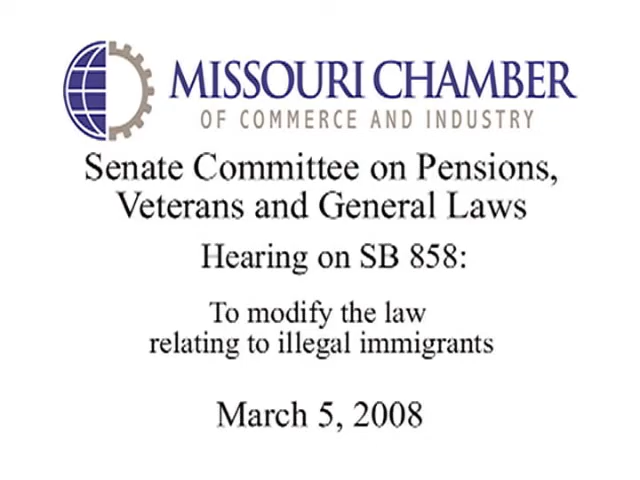 MISSOURI CHAMBER
OF COMMERCE AND INDUSTRY
Senate Committee on Pensions,
Veterans and General Laws
Hearing on SB 858:
To modify the law
relating to illegal immigrants
March 5, 2008